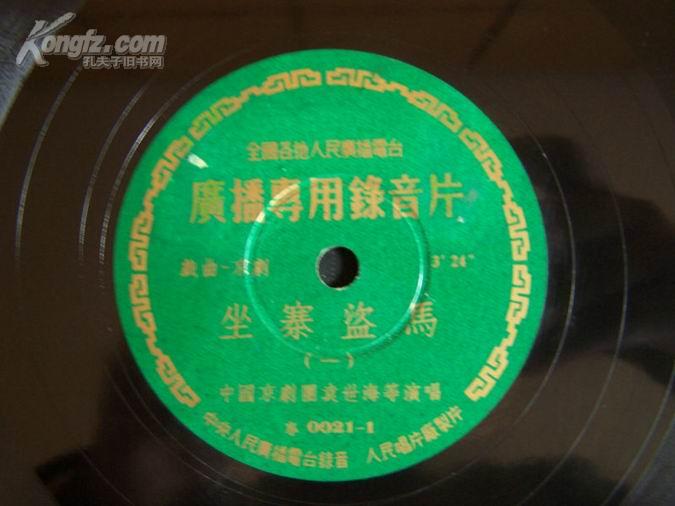 Kongfz.com
孔夫子旧书网
全國各地人民廣播電台
廣播專用錄音片
戲曲-京劇 3'24"
坐寨盜馬
(一)
中國京劇團袁世海等演唱
專 0021-1
中央人民廣播電台錄音 人民唱片廠製片